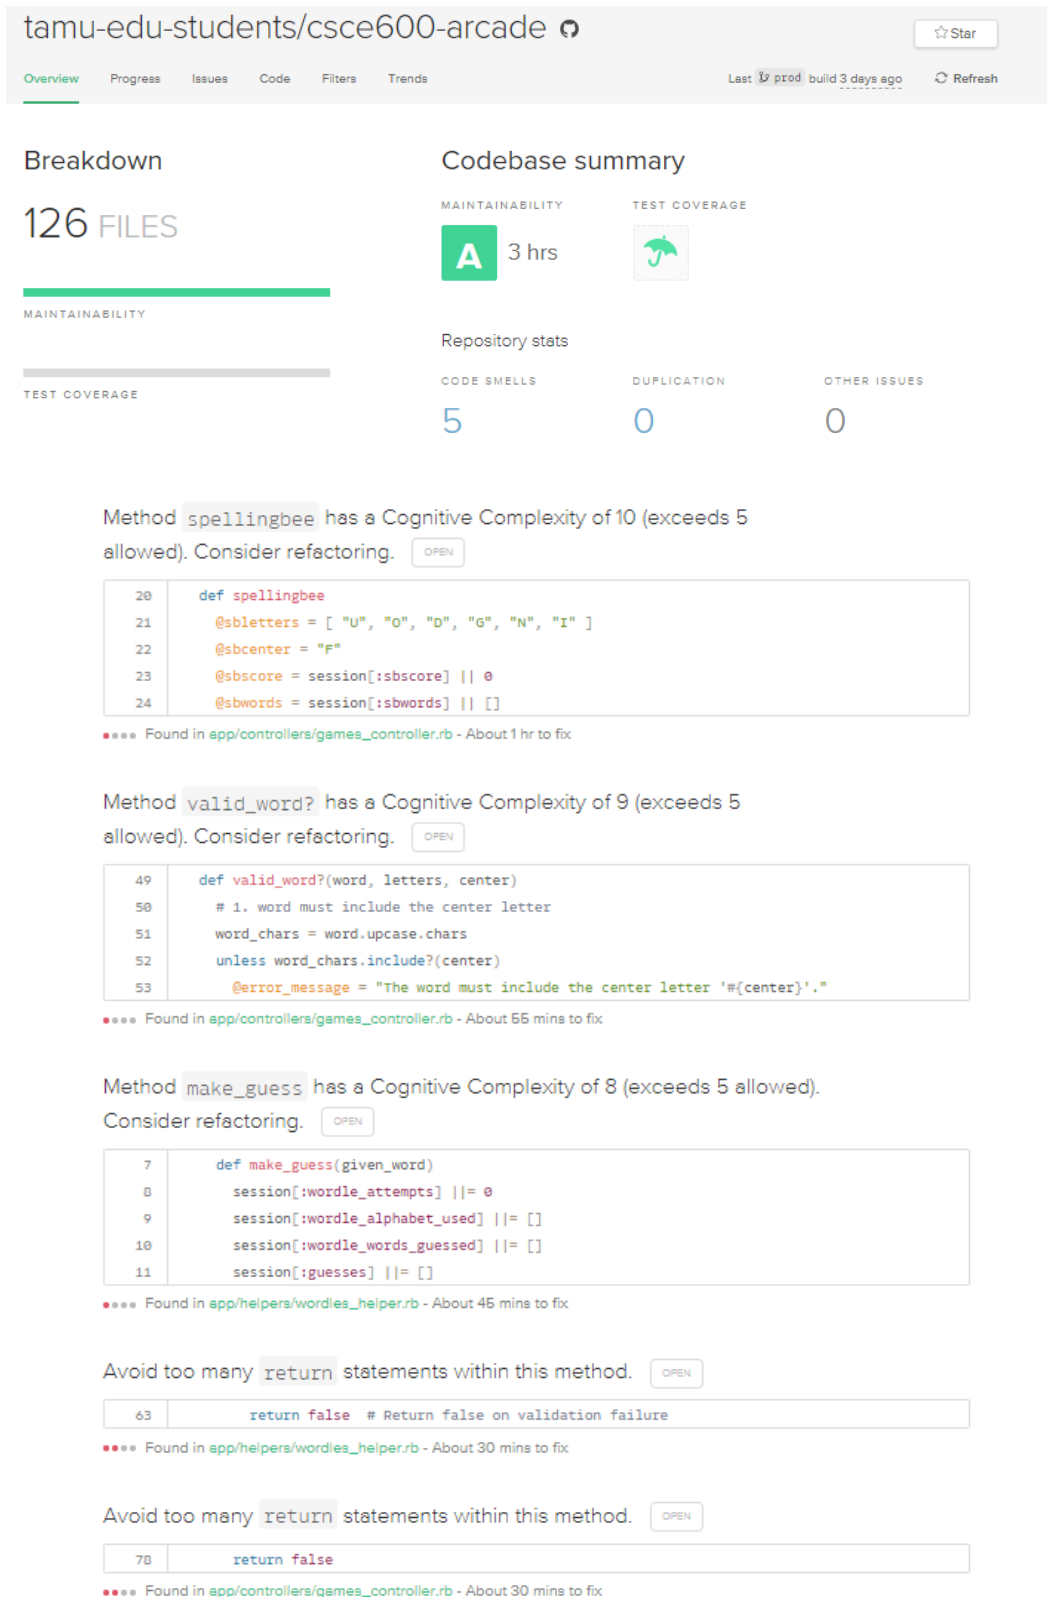 tamu-edu-students/csce600-arcade
Star
Overview Progress Issues Code Filters Trends
Last prod build 3 days ago Refresh
Breakdown
Codebase summary
126 FILES
MAINTAINABILITY TEST COVERAGE
A 3 hrs
MAINTAINABILITY
Repository stats
TEST COVERAGE
CODE SMELLS DUPLICATION OTHER ISSUES
5 0 0
Method spellingbee has a Cognitive Complexity of 10 (exceeds 5
allowed). Consider refactoring. OPEN
20 def spellingbee
21 @sbletters = [ "U", "O", "D", "G", "N", "I" ]
22 @sbcenter = "F"
23 @sbscore = session[:sbscore] || 0
24 @sbwords = session[:sbwords] || []
Found in app/controllers/games_controller.rb - About 1 hr to fix
Method valid_word? has a Cognitive Complexity of 9 (exceeds 5
allowed). Consider refactoring. OPEN
49 def valid_word?(word, letters, center)
50 # 1. word must include the center letter
51 word_chars = word.upcase.chars
52 unless word_chars.include?(center)
53 @error_message = "The word must include the center letter '#{center}'."
Found in app/controllers/games_controller.rb - About 55 mins to fix
Method make_guess has a Cognitive Complexity of 8 (exceeds 5 allowed).
Consider refactoring. OPEN
7 def make_guess(given_word)
8 session[:wordle_attempts] ||= 0
9 session[:wordle_alphabet_used] ||= []
10 session[:wordle_words_guessed] ||= []
11 session[:guesses] ||= []
Found in app/helpers/wordles_helper.rb - About 45 mins to fix
Avoid too many return statements within this method. OPEN
63 return false # Return false on validation failure
Found in app/helpers/wordles_helper.rb - About 30 mins to fix
Avoid too many return statements within this method. OPEN
78 return false
Found in app/controllers/games_controller.rb - About 30 mins to fix